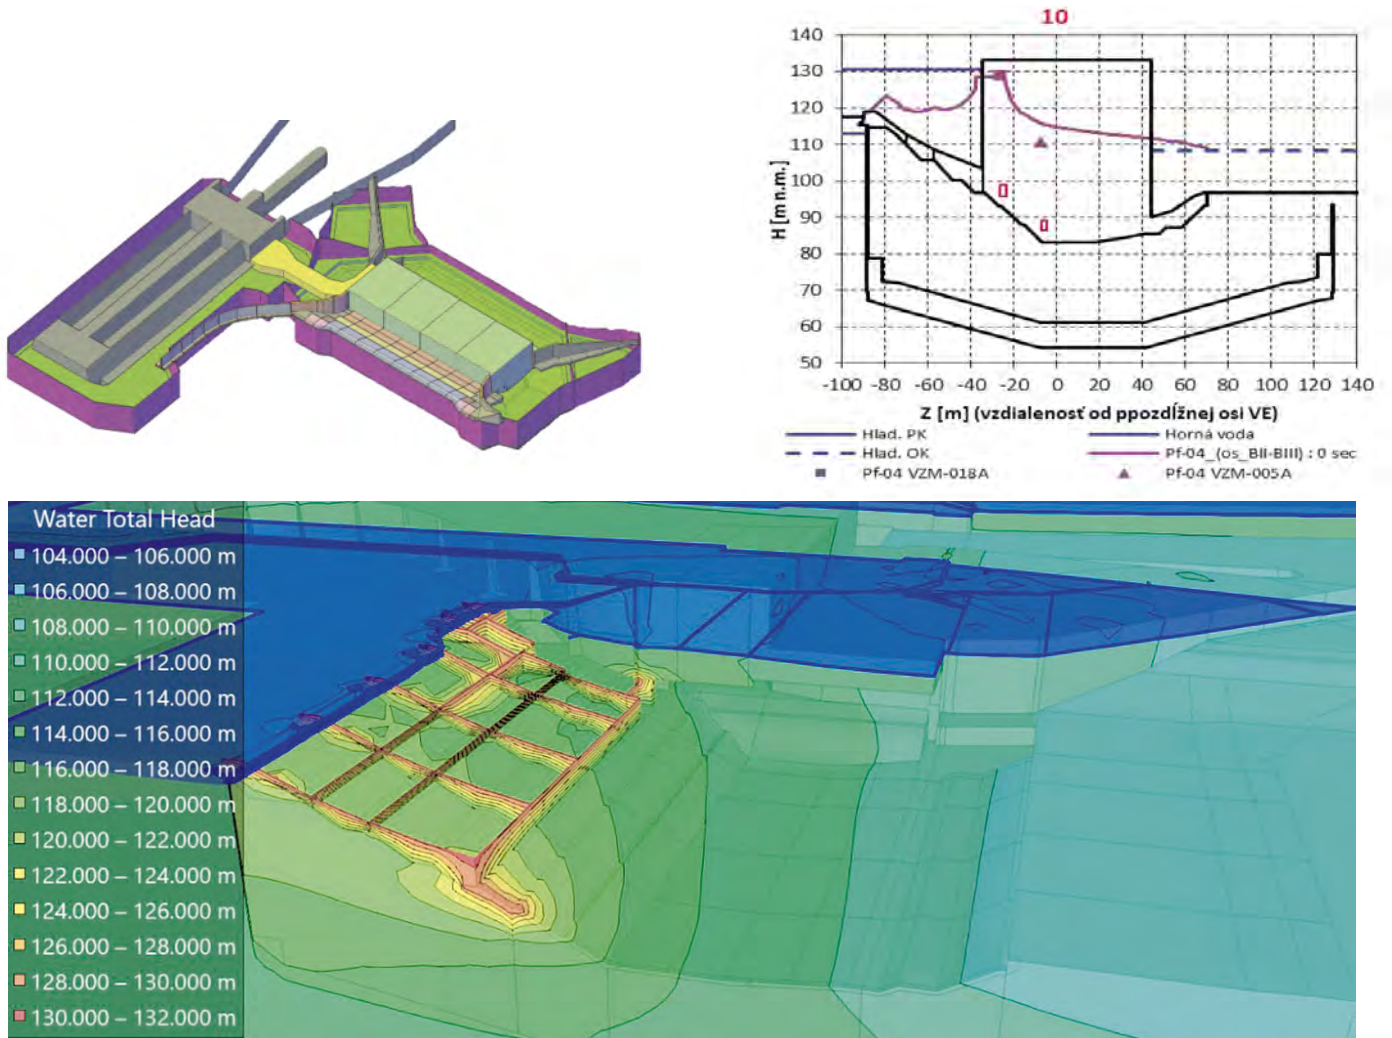 10
140
130
120
110
100
90
80
70
60
50
H [m n.m.]
-100 -80 -60 -40 -20 0 20 40 60 80 100 120 140
Z [m] (vzdialenosť od ppozdĺžnej osi VE)
Hlad. PK Horná voda
Hlad. OK Pf-04_(os_BII-BIII) : 0 sec
Pf-04 VZM-018A Pf-04 VZM-005A
Water Total Head
104.000 – 106.000 m
106.000 – 108.000 m
108.000 – 110.000 m
110.000 – 112.000 m
112.000 – 114.000 m
114.000 – 116.000 m
116.000 – 118.000 m
118.000 – 120.000 m
120.000 – 122.000 m
122.000 – 124.000 m
124.000 – 126.000 m
126.000 – 128.000 m
128.000 – 130.000 m
130.000 – 132.000 m